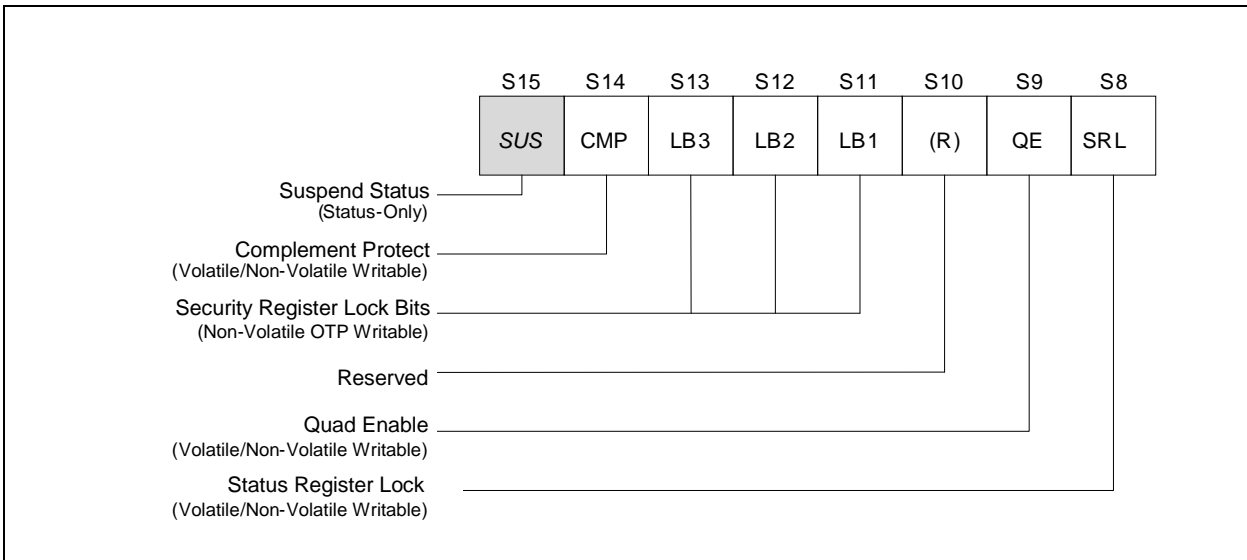 S15 S14 S13 S12 S11 S10 S9 S8
SUS CMP LB3 LB2 LB1 (R) QE SRL
Suspend Status
(Status-Only)
Complement Protect
(Volatile/Non-Volatile Writable)
Security Register Lock Bits
(Non-Volatile OTP Writable)
Reserved
Quad Enable
(Volatile/Non-Volatile Writable)
Status Register Lock
(Volatile/Non-Volatile Writable)